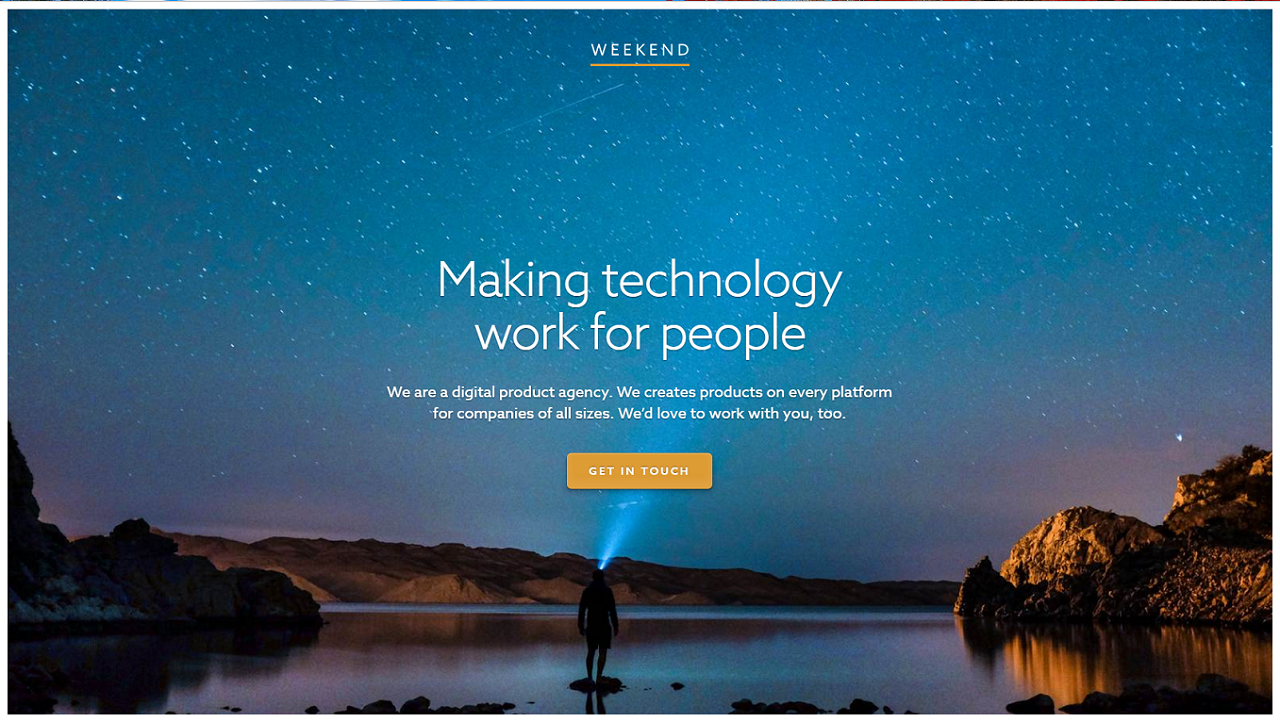 WEEKEND
Making technology
work for people
We are a digital product agency. We creates products on every platform
for companies of all sizes. We'd love to work with you, too.
GET IN TOUCH